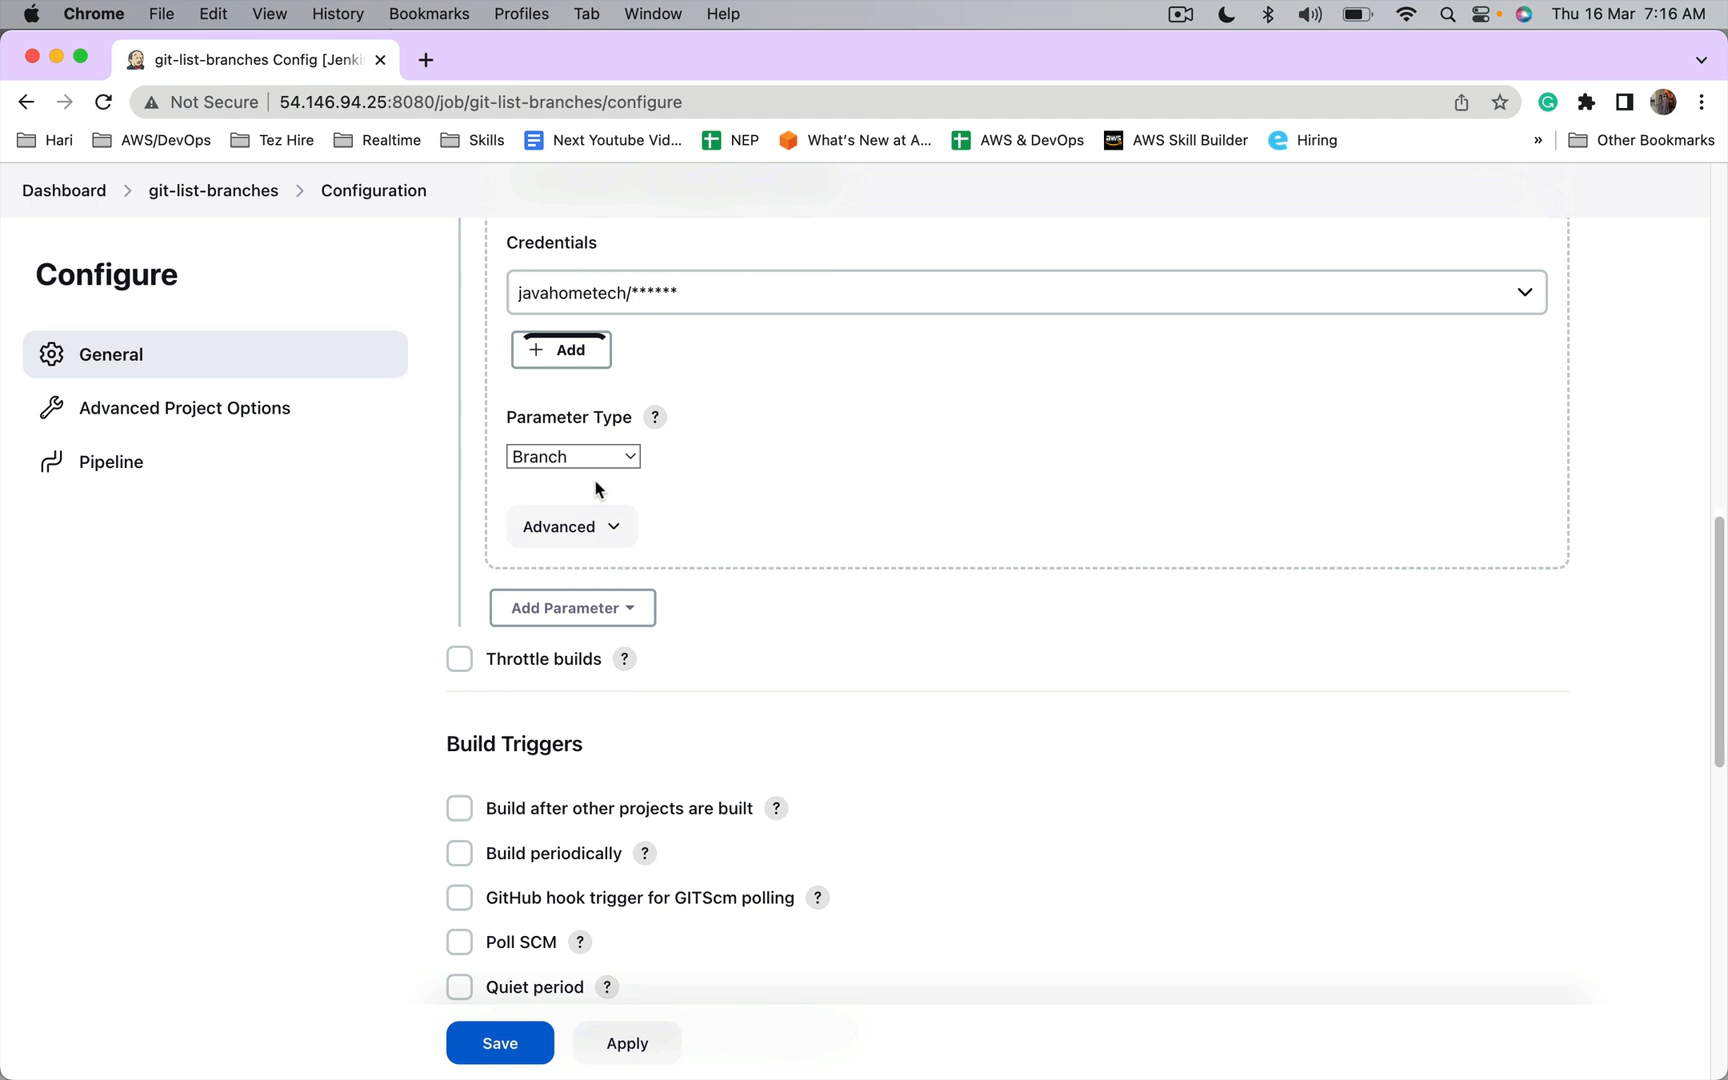 Chrome File Edit View History Bookmarks Profiles Tab Window Help Thu 16 Mar 7:16 AM
git-list-branches Config [Jenki
Not Secure 54.146.94.25:8080/job/git-list-branches/configure
Hari AWS/DevOps Tez Hire Realtime Skills Next Youtube Vid... NEP What's New at A... AWS & DevOps aws AWS Skill Builder Hiring » Other Bookmarks
Dashboard > git-list-branches > Configuration
Configure
General
Advanced Project Options
Pipeline
Credentials
javahometech/******
+ Add
Parameter Type ?
Branch
Advanced
Add Parameter
Throttle builds ?
Build Triggers
Build after other projects are built ?
Build periodically ?
GitHub hook trigger for GITScm polling ?
Poll SCM ?
Quiet period ?
Save Apply